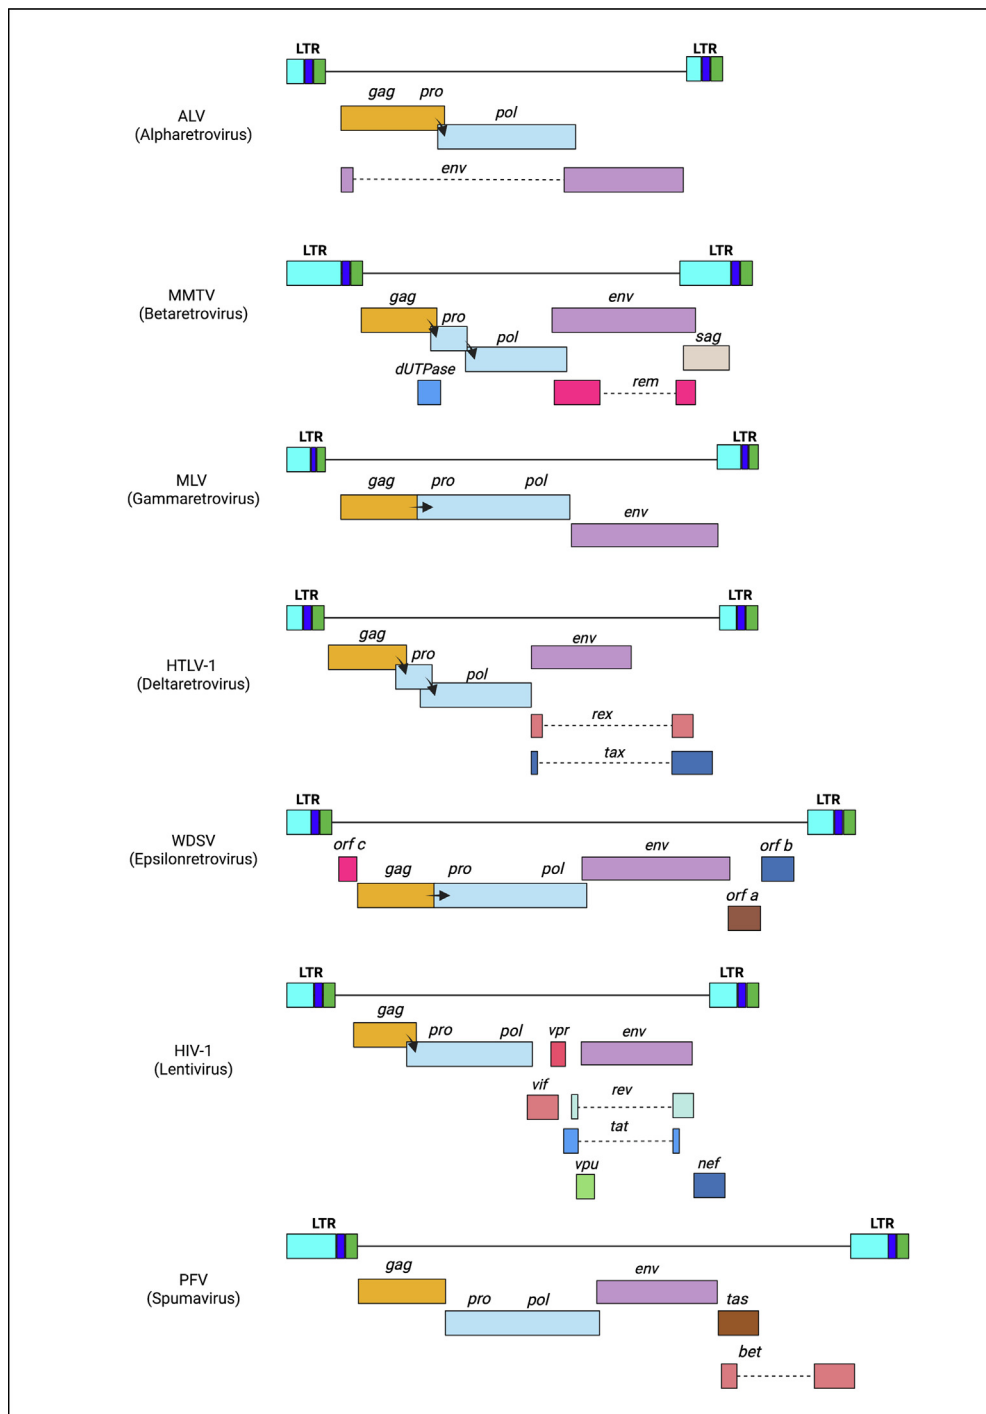 LTR LTR
ALV
(Alpharetrovirus)
gag pro
pol
env
LTR LTR
MMTV
(Betaretrovirus)
gag env
pro
pol sag
dUTPase
rem
LTR LTR
MLV
(Gammaretrovirus)
gag pro pol
env
LTR LTR
HTLV-1
(Deltaretrovirus)
gag env
pro
pol
rex
tax
LTR LTR
WDSV
(Epsilonretrovirus)
orf c env orf b
gag pro pol
orf a
LTR LTR
HIV-1
(Lentivirus)
gag
pro pol vpr env
vif rev
tat
vpu nef
LTR LTR
PFV
(Spumavirus)
gag env
pro pol tas
bet